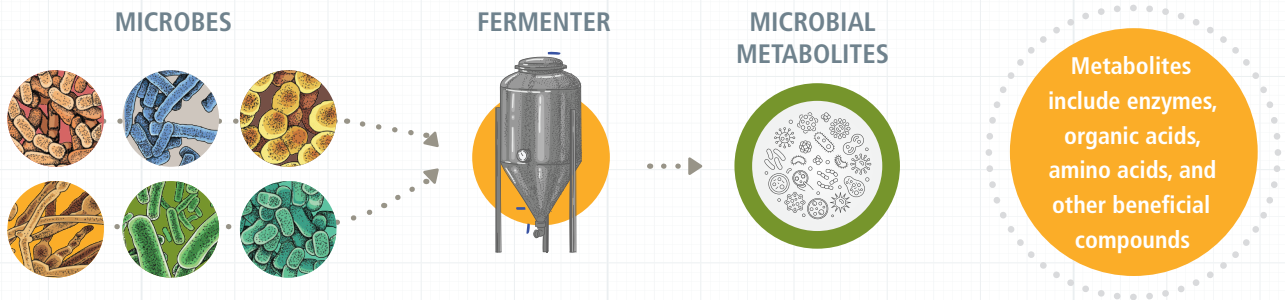 MICROBES
FERMENTER
MICROBIAL
METABOLITES
Metabolites
include enzymes,
organic acids,
amino acids, and
other beneficial
compounds